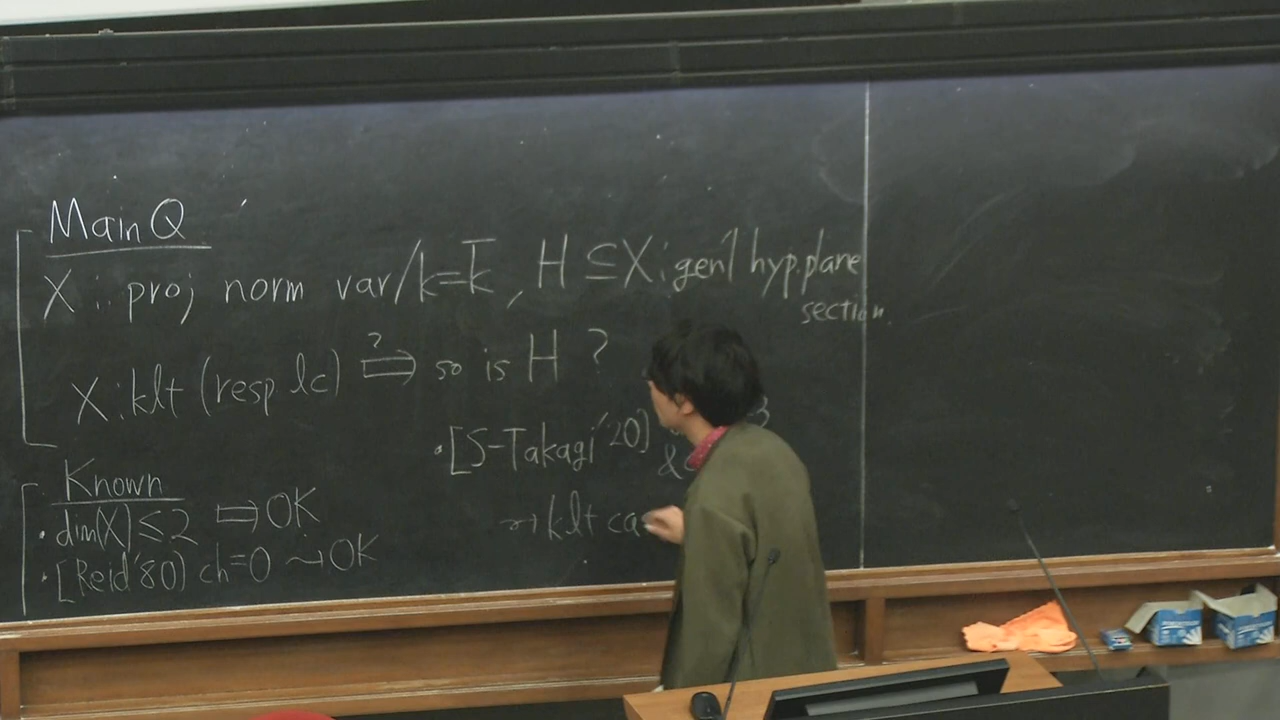 Main Q
X : proj norm var/k=k̅, H ⊆ X : gen'l hyp.plane
section.
X : klt (resp lc) ?⟹ so is H ?
Known
・dim(X) ≤ 2 ⟹ OK
・[Reid '80] ch=0 ⇝ OK
・[S-Takagi '20] 3
&
⇝ klt ca